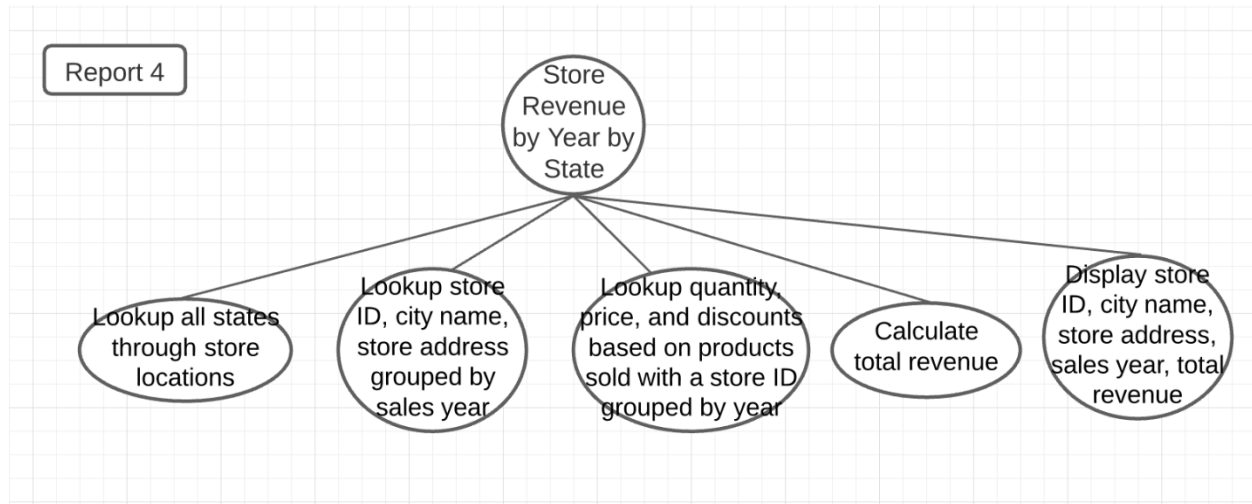 Report 4
Store
Revenue
by Year by
State
Lookup all states
through store
locations
Lookup store
ID, city name,
store address
grouped by
sales year
Lookup quantity,
price, and discounts
based on products
sold with a store ID
grouped by year
Calculate
total revenue
Display store
ID, city name,
store address,
sales year, total
revenue